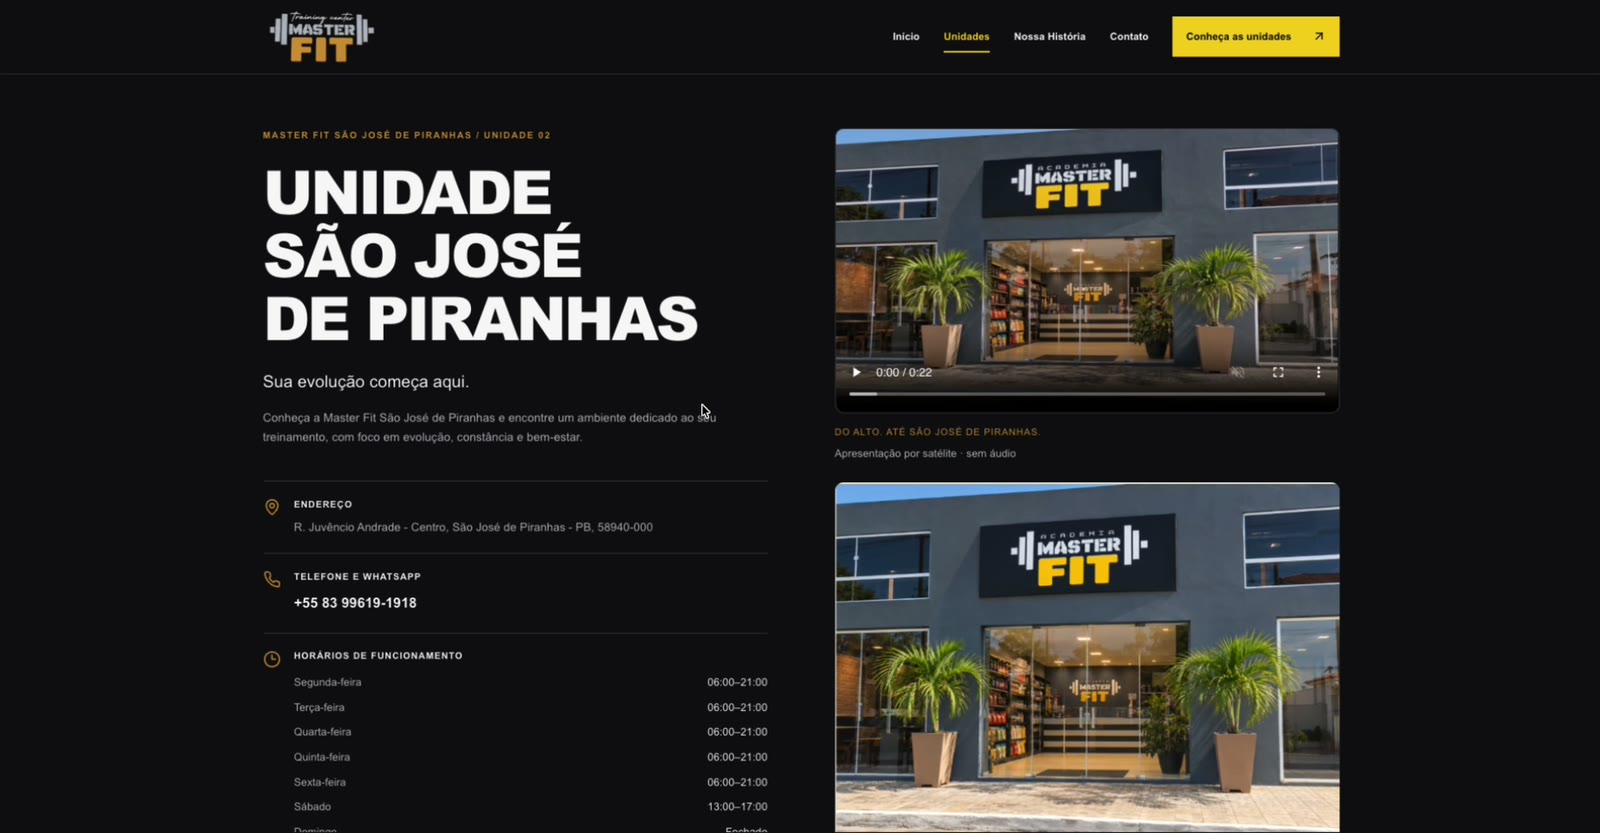 Training center
MASTER
FIT
Início
Unidades
Nossa História
Contato
Conheça as unidades
MASTER FIT SÃO JOSÉ DE PIRANHAS / UNIDADE 02
UNIDADE
SÃO JOSÉ
DE PIRANHAS
Sua evolução começa aqui.
Conheça a Master Fit São José de Piranhas e encontre um ambiente dedicado ao seu
treinamento, com foco em evolução, constância e bem-estar.
ENDEREÇO
R. Juvêncio Andrade - Centro, São José de Piranhas - PB, 58940-000
TELEFONE E WHATSAPP
+55 83 99619-1918
HORÁRIOS DE FUNCIONAMENTO
Segunda-feira 06:00–21:00
Terça-feira 06:00–21:00
Quarta-feira 06:00–21:00
Quinta-feira 06:00–21:00
Sexta-feira 06:00–21:00
Sábado 13:00–17:00
Domingo Fechado
ACADEMIA
MASTER
FIT
MASTER
FIT
0:00 / 0:22
DO ALTO. ATÉ SÃO JOSÉ DE PIRANHAS.
Apresentação por satélite · sem áudio
ACADEMIA
MASTER
FIT
MASTER
FIT